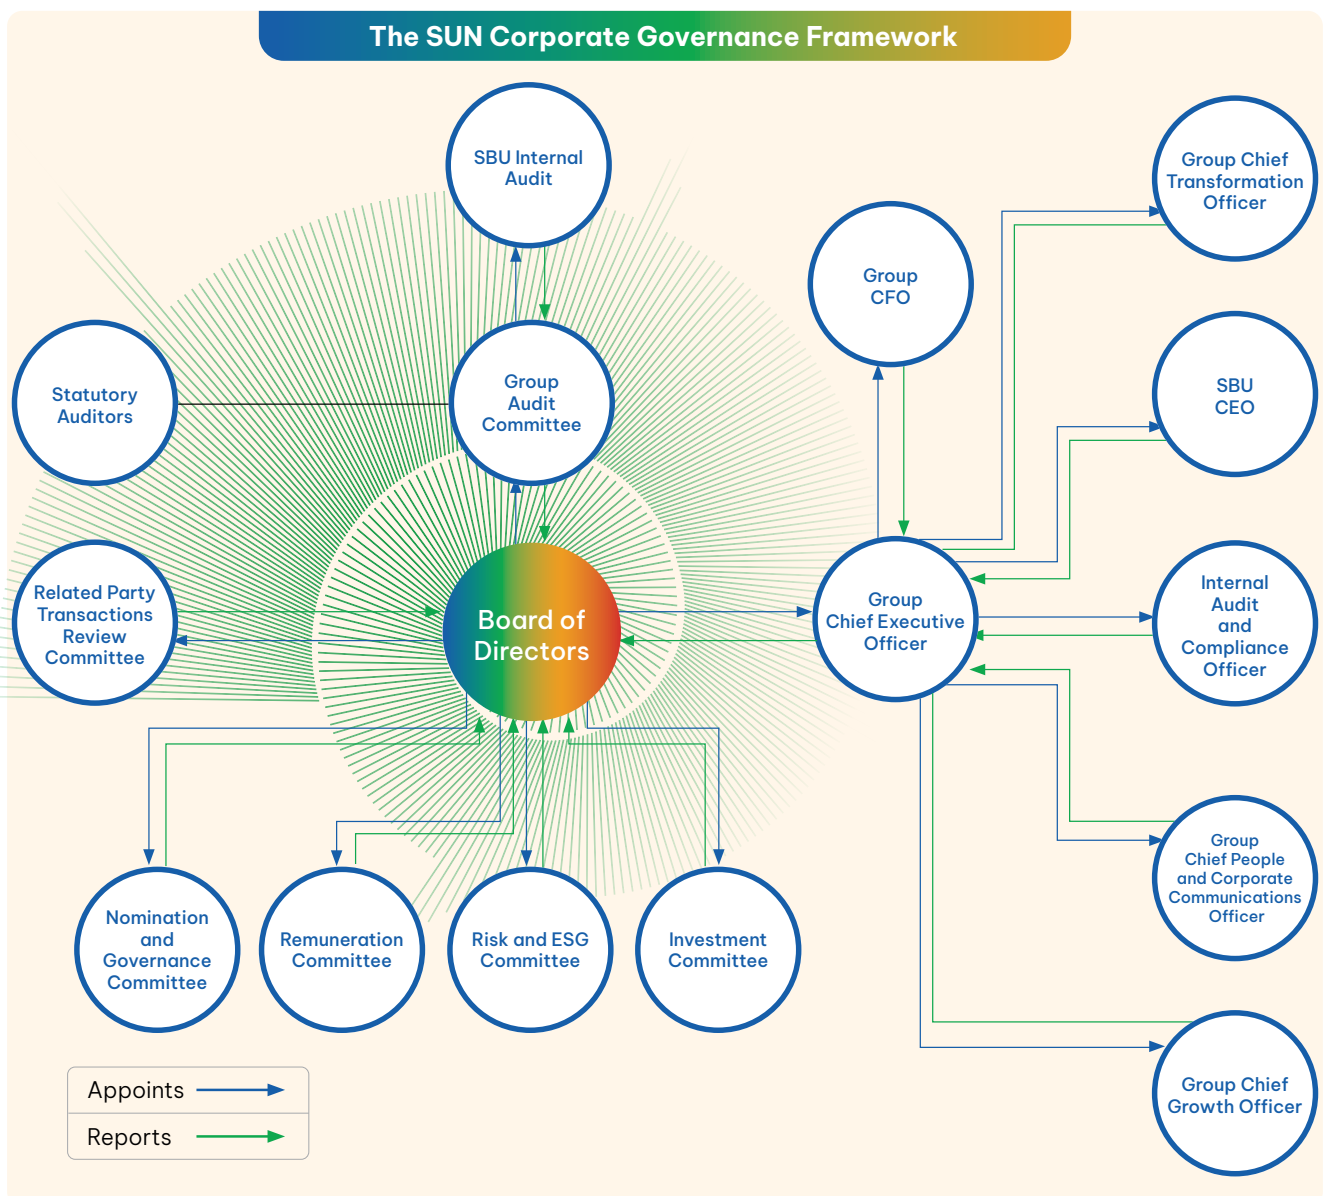 The SUN Corporate Governance Framework
SBU Internal
Audit
Group Chief
Transformation
Officer
Group
CFO
Statutory
Auditors
Group
Audit
Committee
SBU
CEO
Related Party
Transactions
Review
Committee
Board of
Directors
Group
Chief Executive
Officer
Internal
Audit
and
Compliance
Officer
Group
Chief People
and Corporate
Communications
Officer
Nomination
and
Governance
Committee
Remuneration
Committee
Risk and ESG
Committee
Investment
Committee
Group Chief
Growth Officer
Appoints
Reports